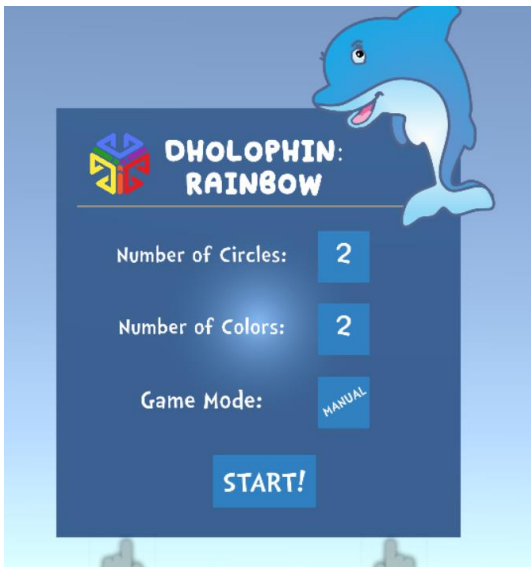 DHOLOPHIN:
RAINBOW
Number of Circles: 2
Number of Colors: 2
Game Mode: MANUAL
START!